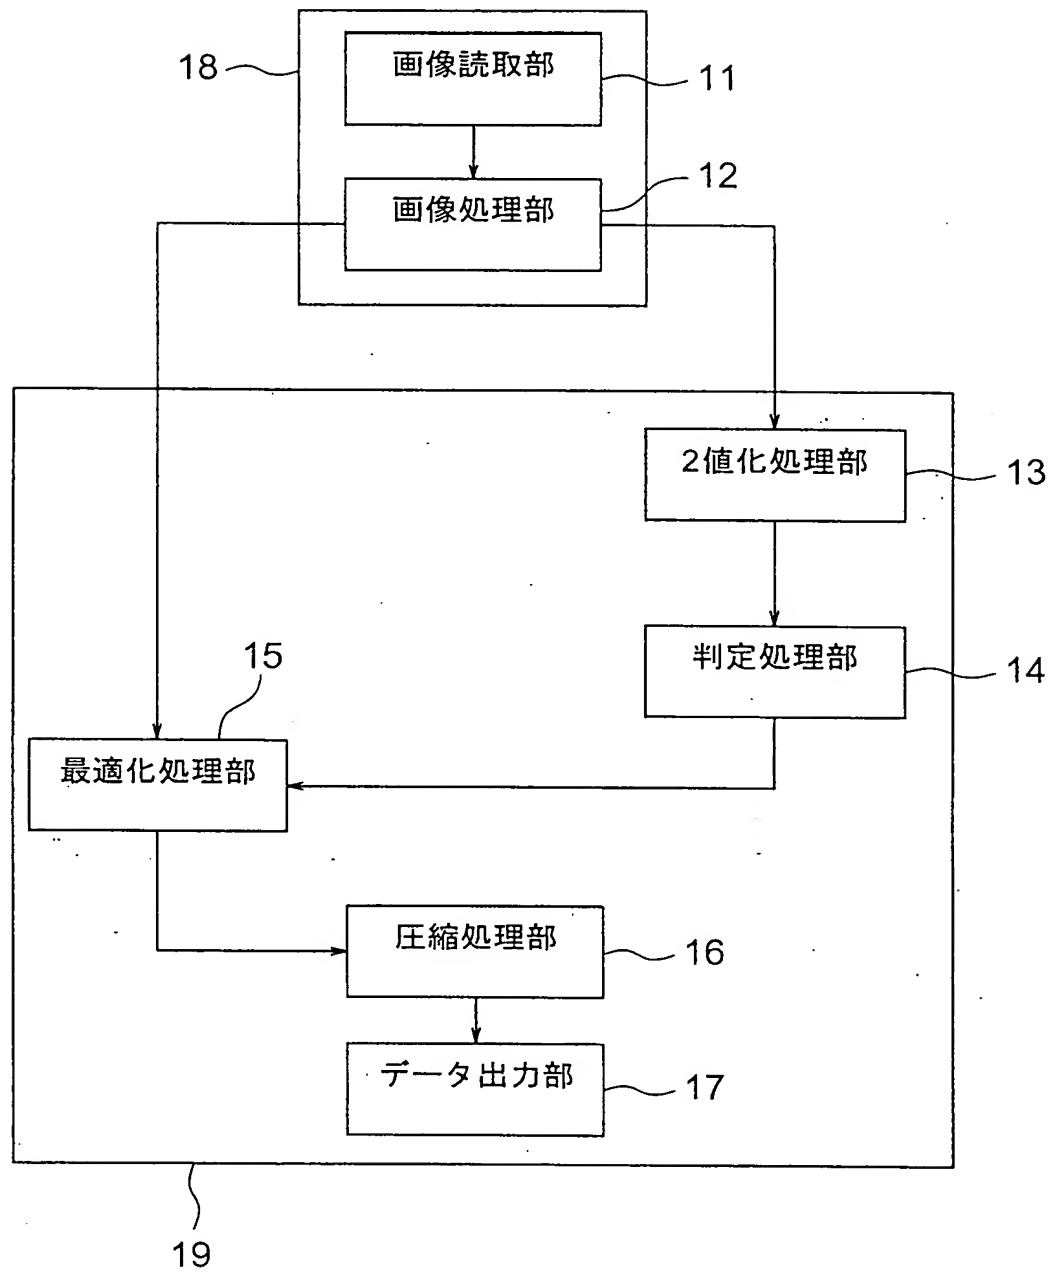 画像読取部
18
11
画像処理部
12
2値化処理部
13
判定処理部
14
15
最適化処理部
圧縮処理部
16
データ出力部
17
19